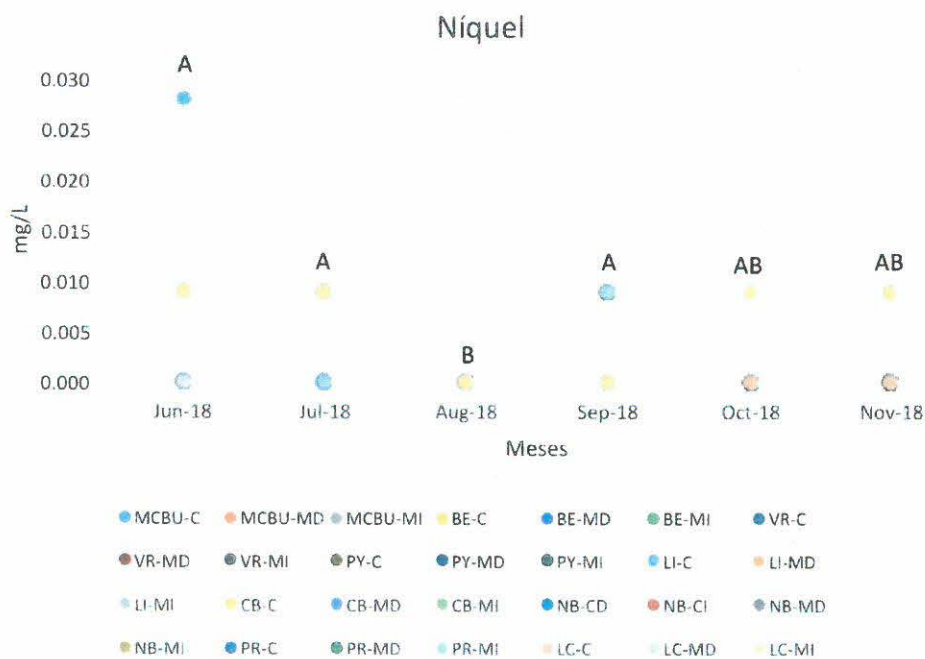 Níquel
A
0.030
0.025
0.020
0.015
mg/L
A
A
AB
AB
0.010
0.005
B
0.000
Jun-18
Jul-18
Aug-18
Sep-18
Oct-18
Nov-18
Meses
MCBU-C MCBU-MD MCBU-MI BE-C BE-MD BE-MI VR-C
VR-MD VR-MI PY-C PY-MD PY-MI LI-C LI-MD
LI-MI CB-C CB-MD CB-MI NB-CD NB-CI NB-MD
NB-MI PR-C PR-MD PR-MI LC-C LC-MD LC-MI